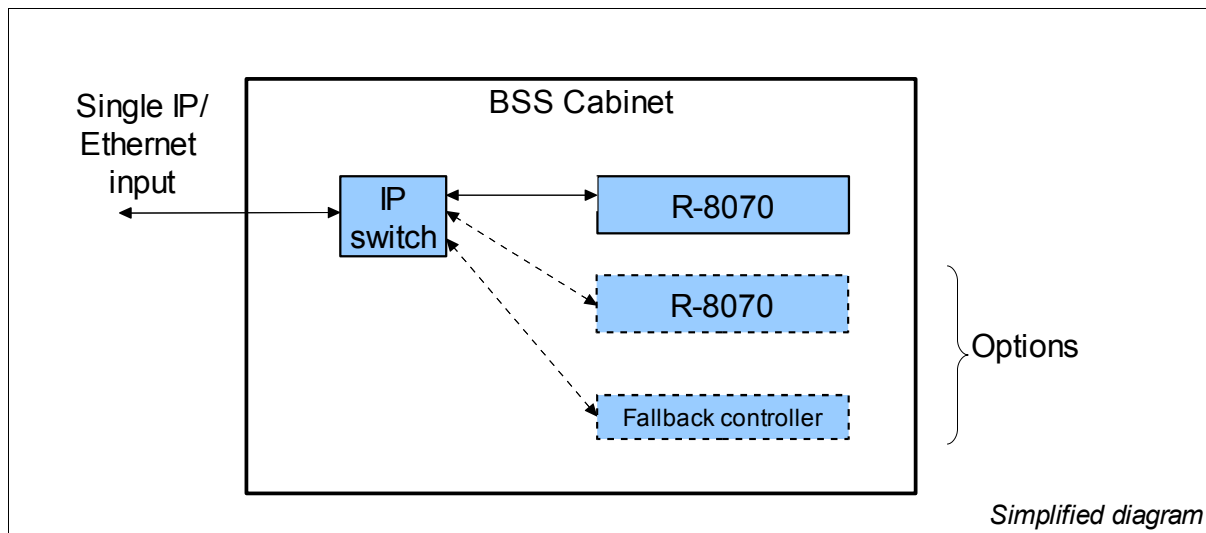 BSS Cabinet
Single IP/
Ethernet
input
IP
switch
R-8070
R-8070
Fallback controller
Options
Simplified diagram